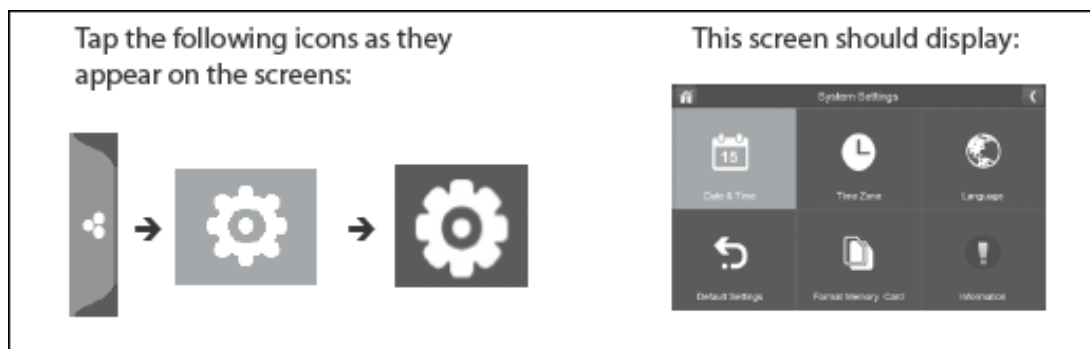 Tap the following icons as they
appear on the screens:
This screen should display:
System Settings
15
Date & Time
Time Zone
Language
Default Settings
Format Memory Card
Information